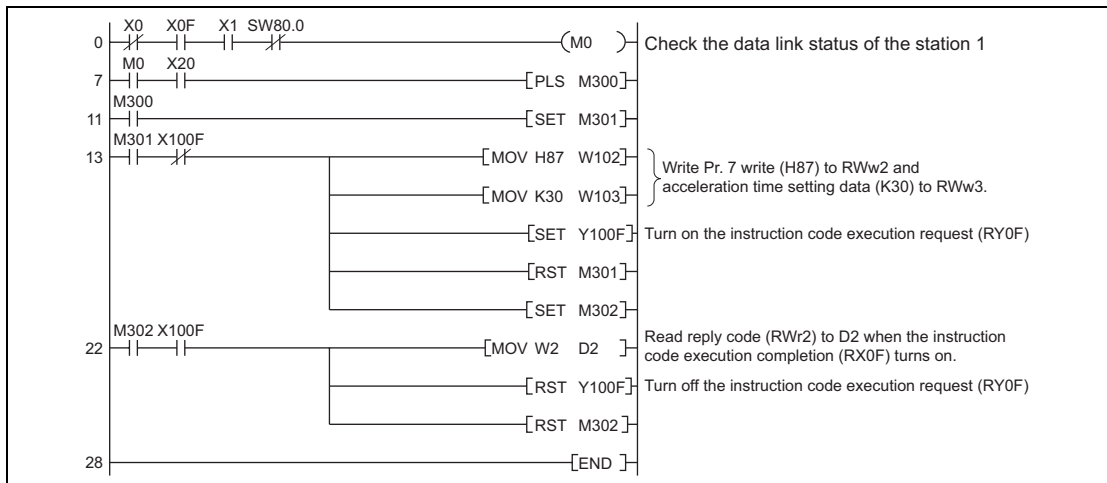 X0 X0F X1 SW80.0
0 M0 Check the data link status of the station 1
M0 X20
7 PLS M300
M300
11 SET M301
M301 X100F
13 MOV H87 W102
Write Pr. 7 write (H87) to RWw2 and
acceleration time setting data (K30) to RWw3.
MOV K30 W103
SET Y100F Turn on the instruction code execution request (RY0F)
RST M301
SET M302
M302 X100F
22 MOV W2 D2 Read reply code (RWr2) to D2 when the instruction
code execution completion (RX0F) turns on.
RST Y100F Turn off the instruction code execution request (RY0F)
RST M302
28 END